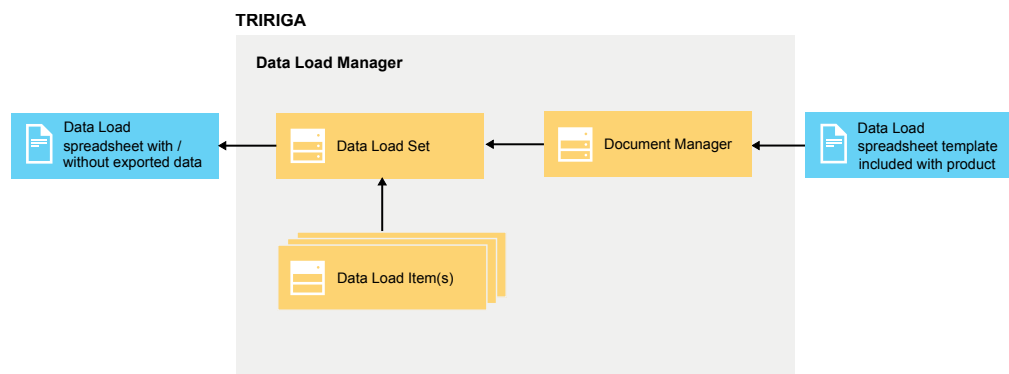 TRIRIGA
Data Load Manager
Data Load
spreadsheet with /
without exported data
Data Load Set
Document Manager
Data Load
spreadsheet template
included with product
Data Load Item(s)